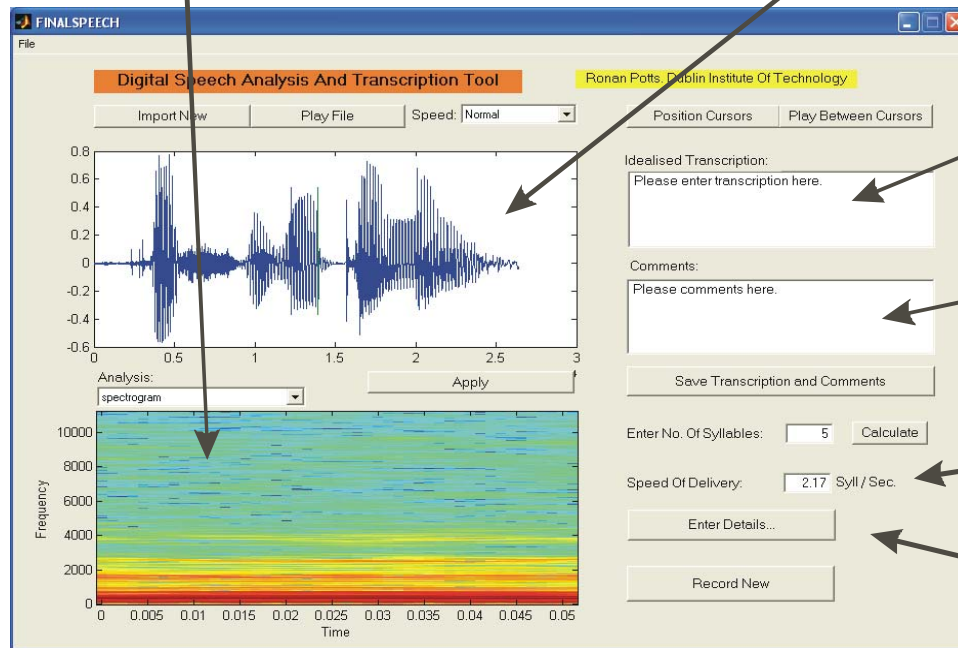 FINALSPEECH
File
Digital Speech Analysis And Transcription Tool
Ronan Potts. Dublin Institute Of Technology
Import New
Play File
Speed:
Normal
Position Cursors
Play Between Cursors
0.8
0.6
0.4
0.2
0
-0.2
-0.4
-0.6
0
0.5
1
1.5
2
2.5
3
Idealised Transcription:
Please enter transcription here.
Comments:
Please comments here.
Analysis:
spectrogram
Apply
Save Transcription and Comments
10000
8000
6000
4000
2000
0
Frequency
0
0.005
0.01
0.015
0.02
0.025
0.03
0.035
0.04
0.045
0.05
Time
Enter No. Of Syllables:
5
Calculate
Speed Of Delivery:
2.17
Syll / Sec.
Enter Details...
Record New